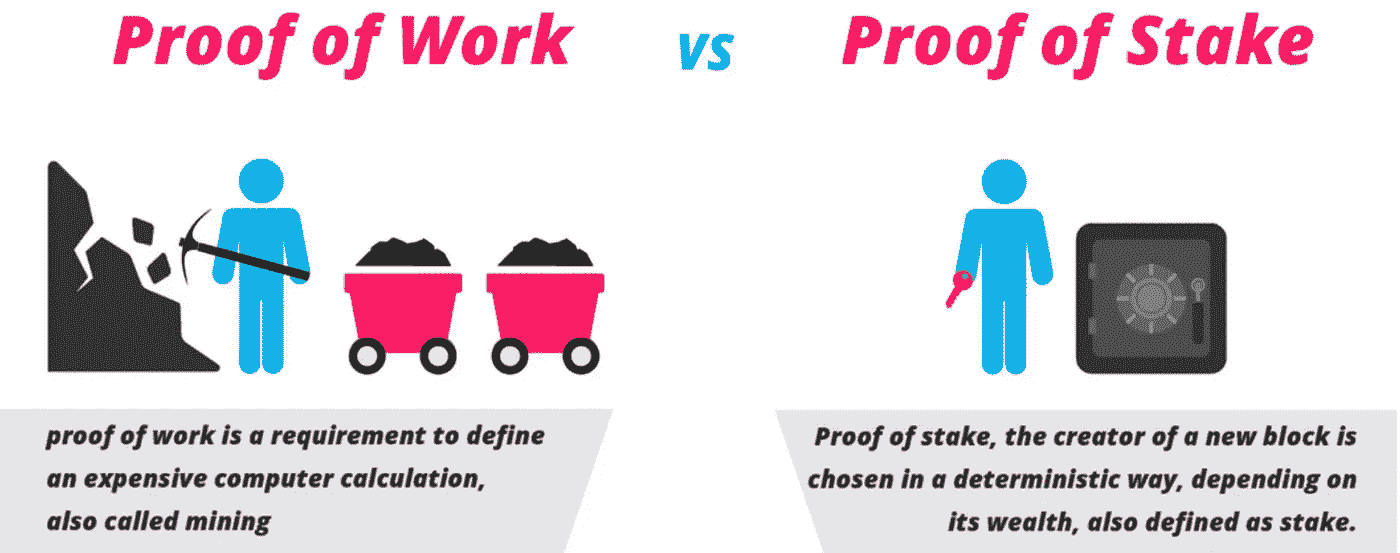 Proof of Work vs Proof of Stake
proof of work is a requirement to define
an expensive computer calculation,
also called mining
Proof of stake, the creator of a new block is
chosen in a deterministic way, depending on
its wealth, also defined as stake.